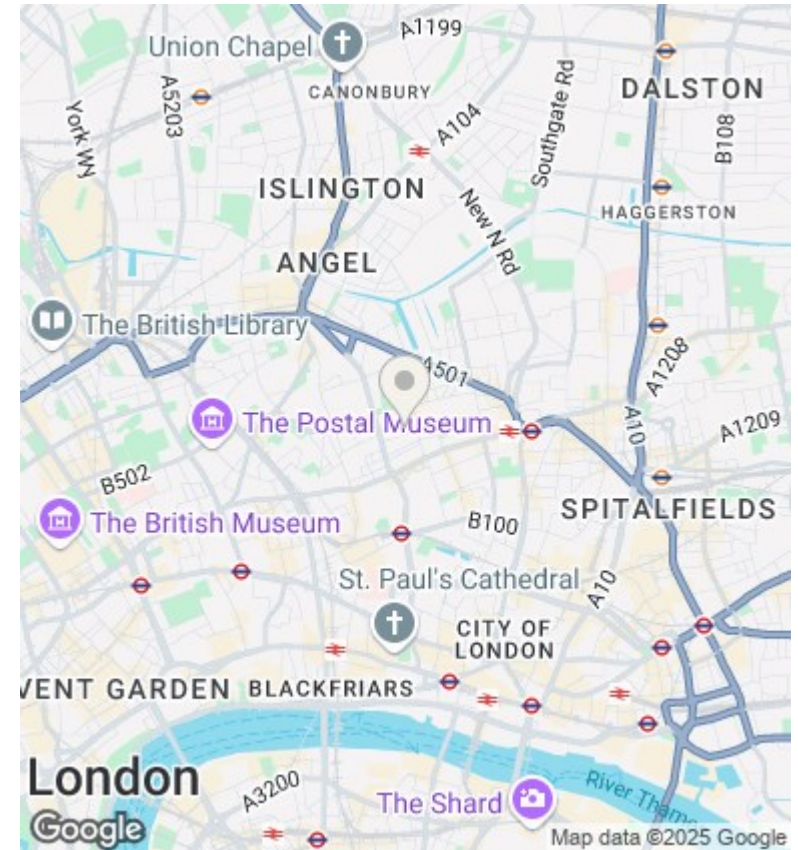 A1199
Union Chapel
CANONBURY
A5203
York WN
A104
Southgate Rd
DALSTON
B108
ISLINGTON
HAGGERSTON
New N Rd
ANGEL
The British Library
A501
A1208
The Postal Museum
A10
A1209
B502
SPITALFIELDS
The British Museum
B100
St. Paul's Cathedral
A10
CITY OF
LONDON
VENT GARDEN
BLACKFRIARS
London
A3200
The Shard
River Thame
Google
Map data ©2025 Google